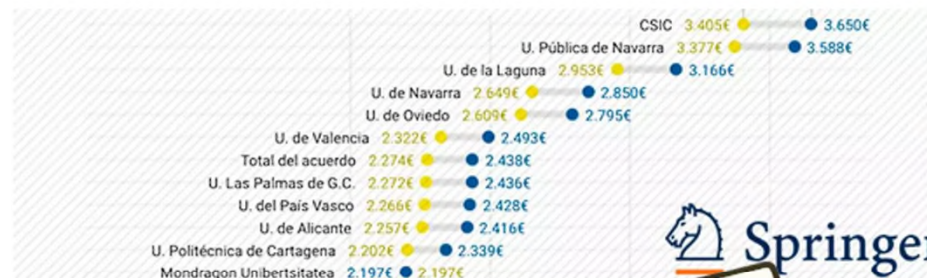 CSIC 3.405€ 3.650€
U. Pública de Navarra 3.377€ 3.588€
U. de la Laguna 2.953€ 3.166€
U. de Navarra 2.649€ 2.850€
U. de Oviedo 2.609€ 2.795€
U. de Valencia 2.322€ 2.493€
Total del acuerdo 2.274€ 2.438€
U. Las Palmas de G.C. 2.272€ 2.436€
U. del País Vasco 2.266€ 2.428€
U. de Alicante 2.257€ 2.416€
U. Politécnica de Cartagena 2.202€ 2.339€
Mondragon Unibertsitatea 2.197€ 2.197€
Springer